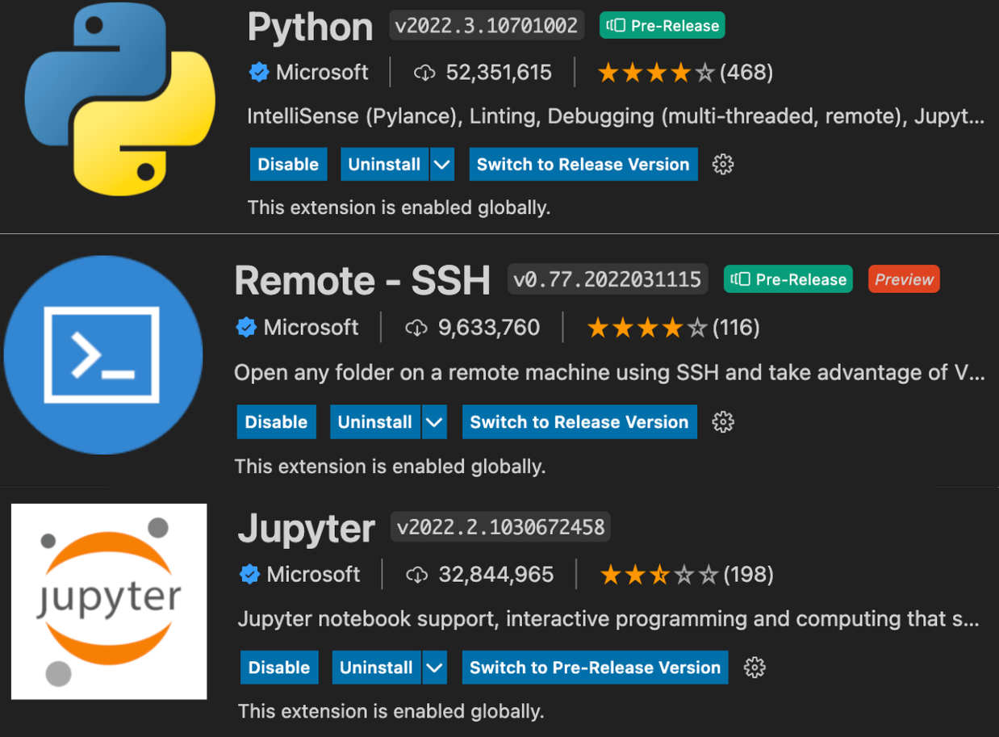 Python v2022.3.10701002 Pre-Release
Microsoft 52,351,615 (468)
IntelliSense (Pylance), Linting, Debugging (multi-threaded, remote), Jupyt...
Disable Uninstall Switch to Release Version
This extension is enabled globally.
Remote - SSH v0.77.2022031115 Pre-Release Preview
Microsoft 9,633,760 (116)
Open any folder on a remote machine using SSH and take advantage of V...
Disable Uninstall Switch to Release Version
This extension is enabled globally.
jupyter
Jupyter v2022.2.1030672458
Microsoft 32,844,965 (198)
Jupyter notebook support, interactive programming and computing that s...
Disable Uninstall Switch to Pre-Release Version
This extension is enabled globally.